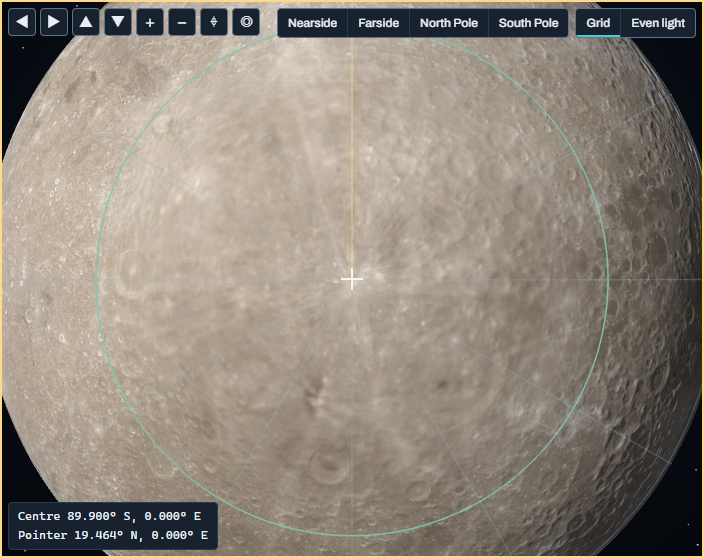 Nearside Farside North Pole South Pole Grid Even light
Centre 89.900° S, 0.000° E
Pointer 19.464° N, 0.000° E